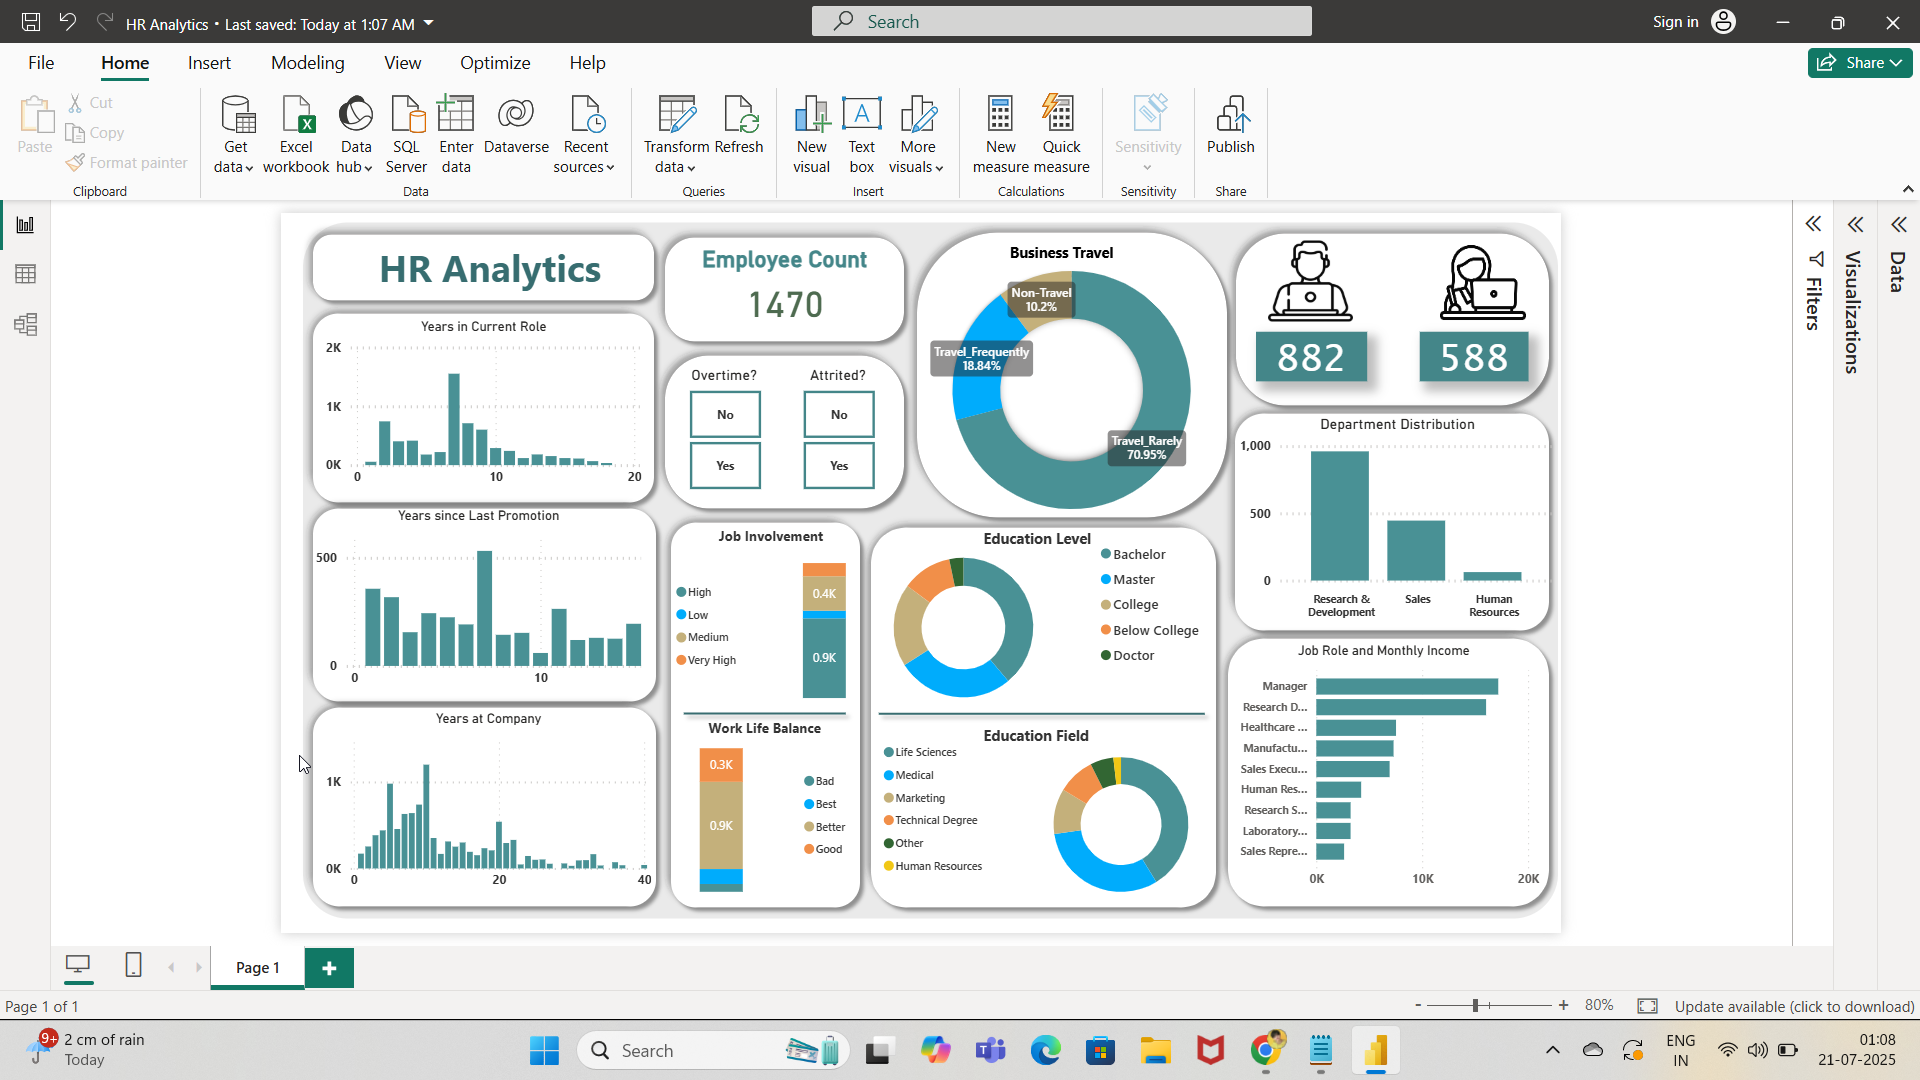 HR Analytics • Last saved: Today at 1:07 AM
Search
Sign in
File
Home
Insert
Modeling
View
Optimize
Help
Share
Paste
Cut
Copy
Format painter
Clipboard
Get data
Excel workbook
Data hub
SQL Server
Enter data
Dataverse
Recent sources
Data
Transform data
Refresh
Queries
New visual
Text box
More visuals
Insert
New measure
Quick measure
Calculations
Sensitivity
Sensitivity
Publish
Share
HR Analytics
Years in Current Role
2K
1K
0K
0
10
20
Years since Last Promotion
500
0
0
10
Years at Company
1K
0K
0
20
40
Employee Count
1470
Overtime?
No
Yes
Attrited?
No
Yes
Business Travel
Non-Travel
10.2%
Travel_Frequently
18.84%
Travel_Rarely
70.95%
882
588
Job Involvement
High
Low
Medium
Very High
0.4K
0.9K
Work Life Balance
0.3K
0.9K
Bad
Best
Better
Good
Education Level
Bachelor
Master
College
Below College
Doctor
Education Field
Life Sciences
Medical
Marketing
Technical Degree
Other
Human Resources
Department Distribution
1,000
500
0
Research &
Development
Sales
Human
Resources
Job Role and Monthly Income
Manager
Research D...
Healthcare ...
Manufactu...
Sales Execu...
Human Res...
Research S...
Laboratory...
Sales Repre...
0K
10K
20K
Filters
Visualizations
Data
Page 1
Page 1 of 1
- + 80%
Update available (click to download)
9+
2 cm of rain
Today
Search
ENG
IN
01:08
21-07-2025